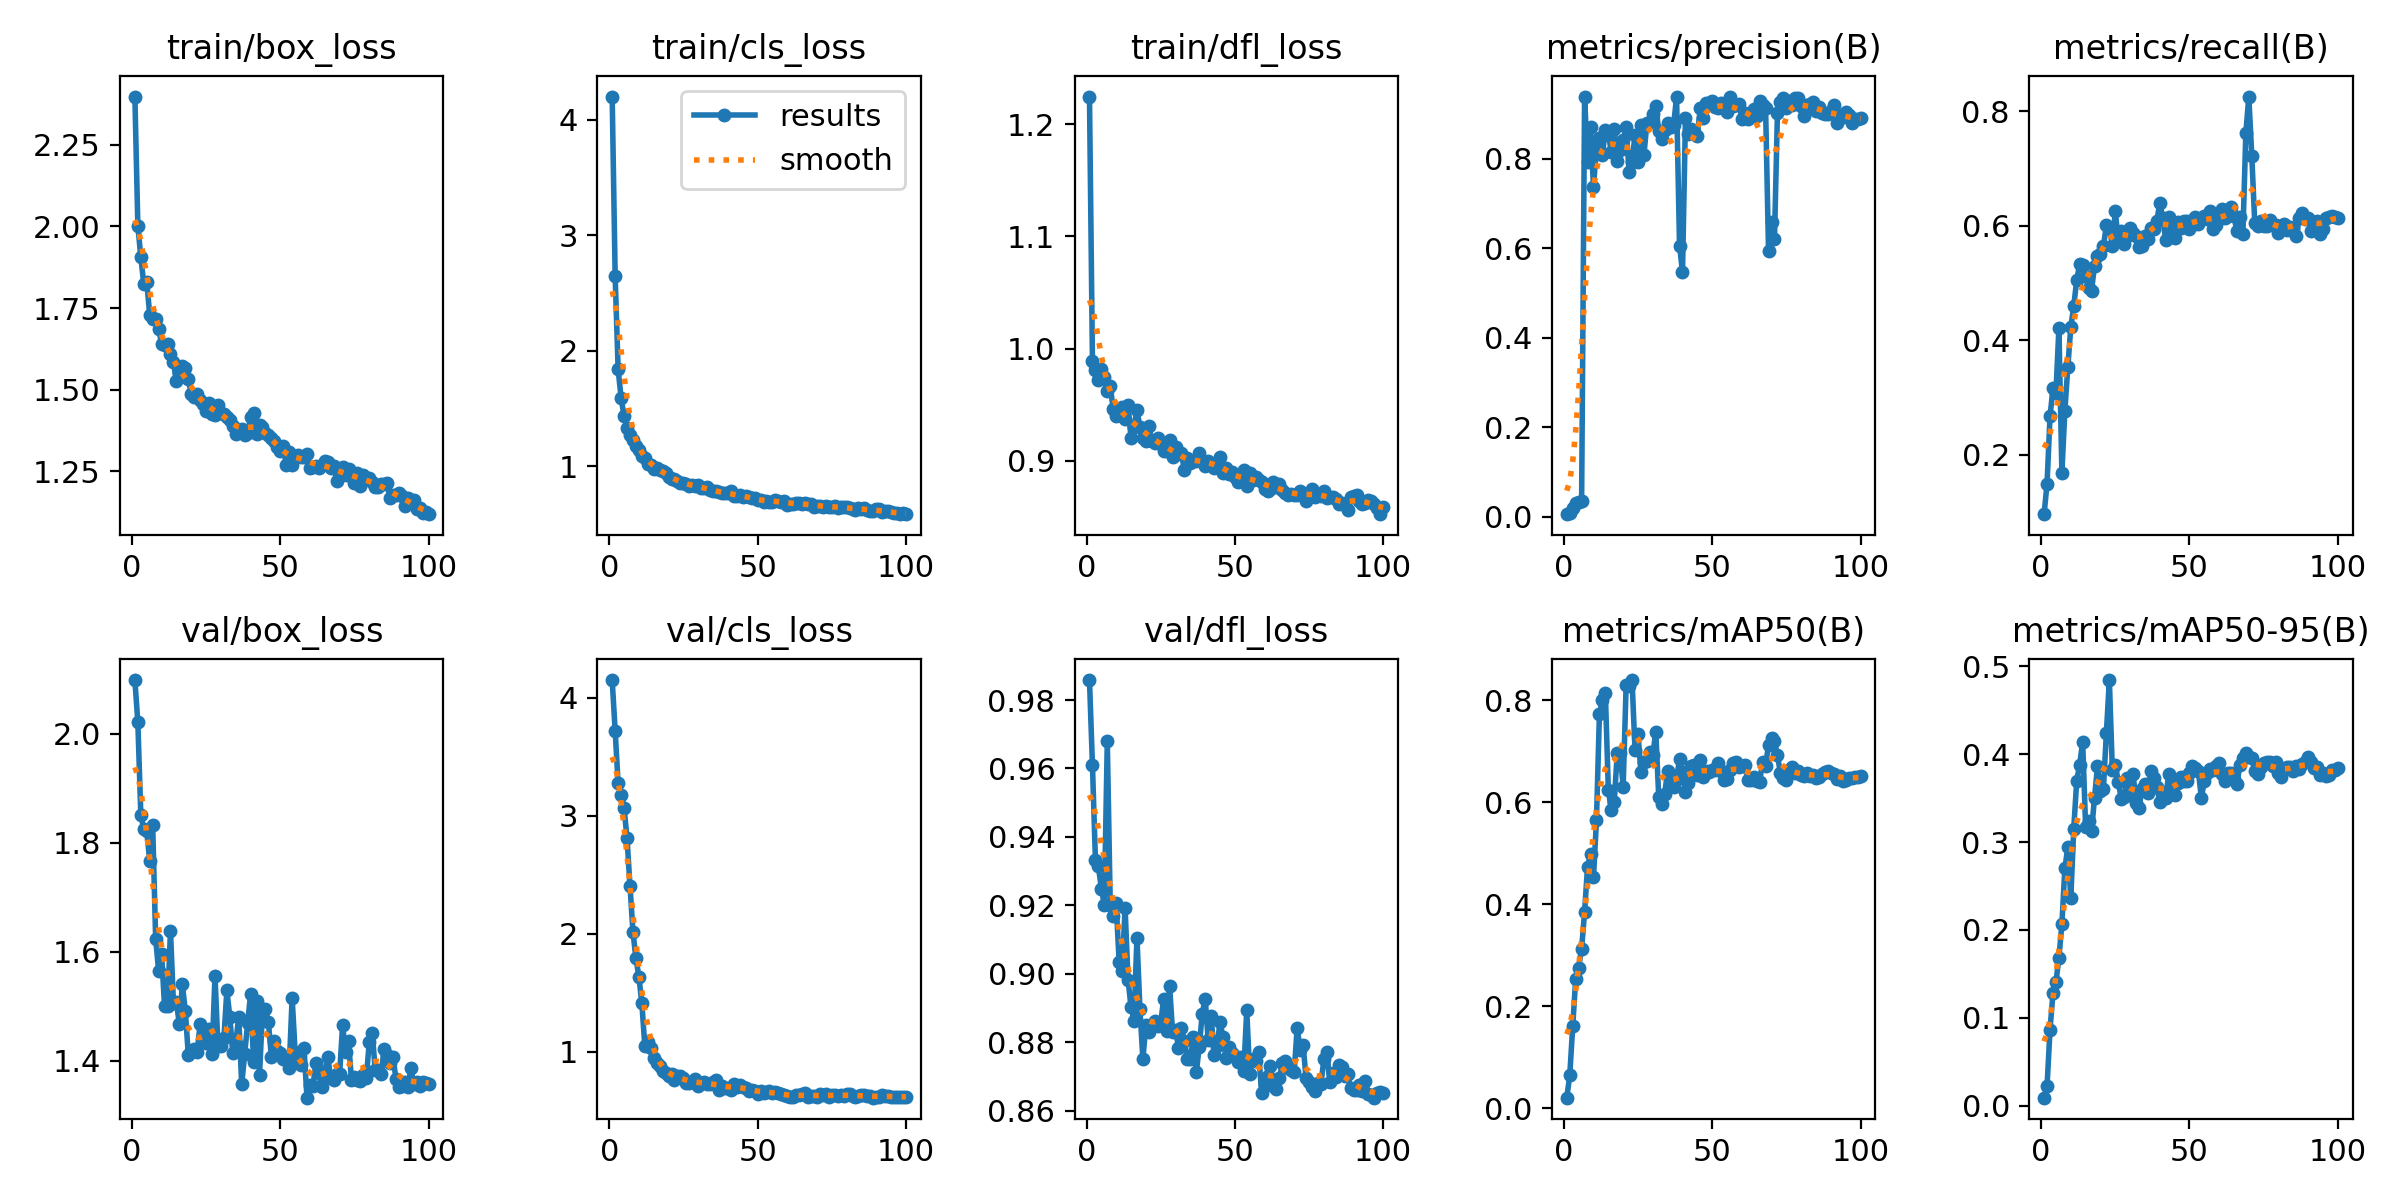 train/box_loss
2.25
2.00
1.75
1.50
1.25
0 50 100
train/cls_loss
results
smooth
4
3
2
1
0 50 100
train/dfl_loss
1.2
1.1
1.0
0.9
0 50 100
metrics/precision(B)
0.8
0.6
0.4
0.2
0.0
0 50 100
metrics/recall(B)
0.8
0.6
0.4
0.2
0 50 100
val/box_loss
2.0
1.8
1.6
1.4
0 50 100
val/cls_loss
4
3
2
1
0 50 100
val/dfl_loss
0.98
0.96
0.94
0.92
0.90
0.88
0.86
0 50 100
metrics/mAP50(B)
0.8
0.6
0.4
0.2
0.0
0 50 100
metrics/mAP50-95(B)
0.5
0.4
0.3
0.2
0.1
0.0
0 50 100